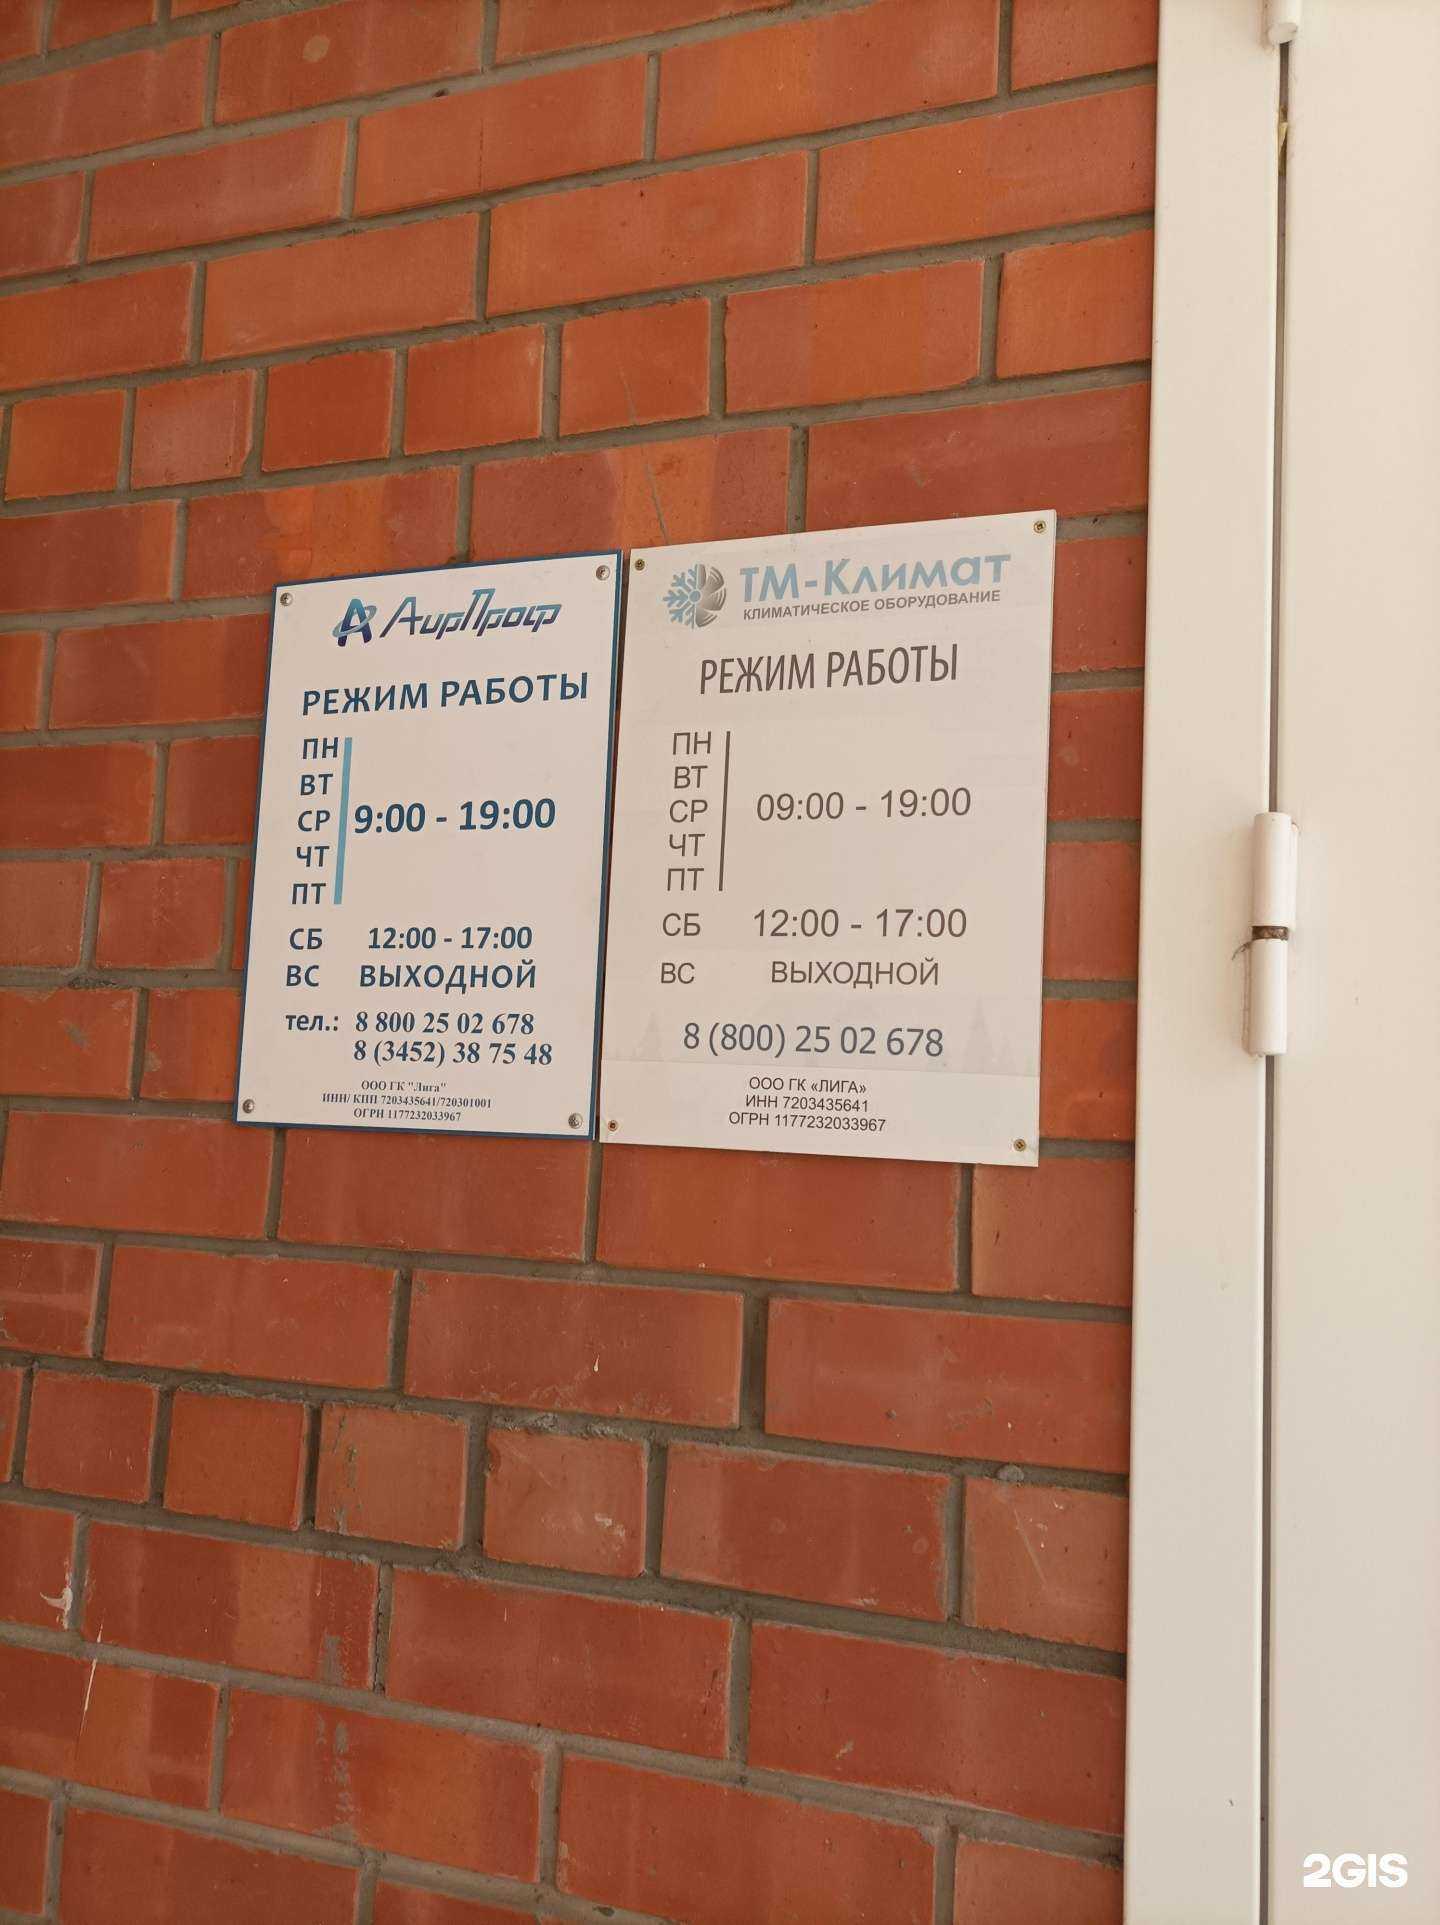 АирПроф
РЕЖИМ РАБОТЫ
ПН
ВТ
СР
ЧТ
ПТ
9:00 - 19:00
СБ 12:00 - 17:00
ВС ВЫХОДНОЙ
тел.: 8 800 25 02 678
8 (3452) 38 75 48
ООО ГК "Лига"
ИНН/ КПП 7203435641/720301001
ОГРН 1177232033967
ТМ-Климат
КЛИМАТИЧЕСКОЕ ОБОРУДОВАНИЕ
РЕЖИМ РАБОТЫ
ПН
ВТ
СР
ЧТ
ПТ
09:00 - 19:00
СБ 12:00 - 17:00
ВС ВЫХОДНОЙ
8 (800) 25 02 678
ООО ГК «ЛИГА»
ИНН 7203435641
ОГРН 1177232033967
2GIS